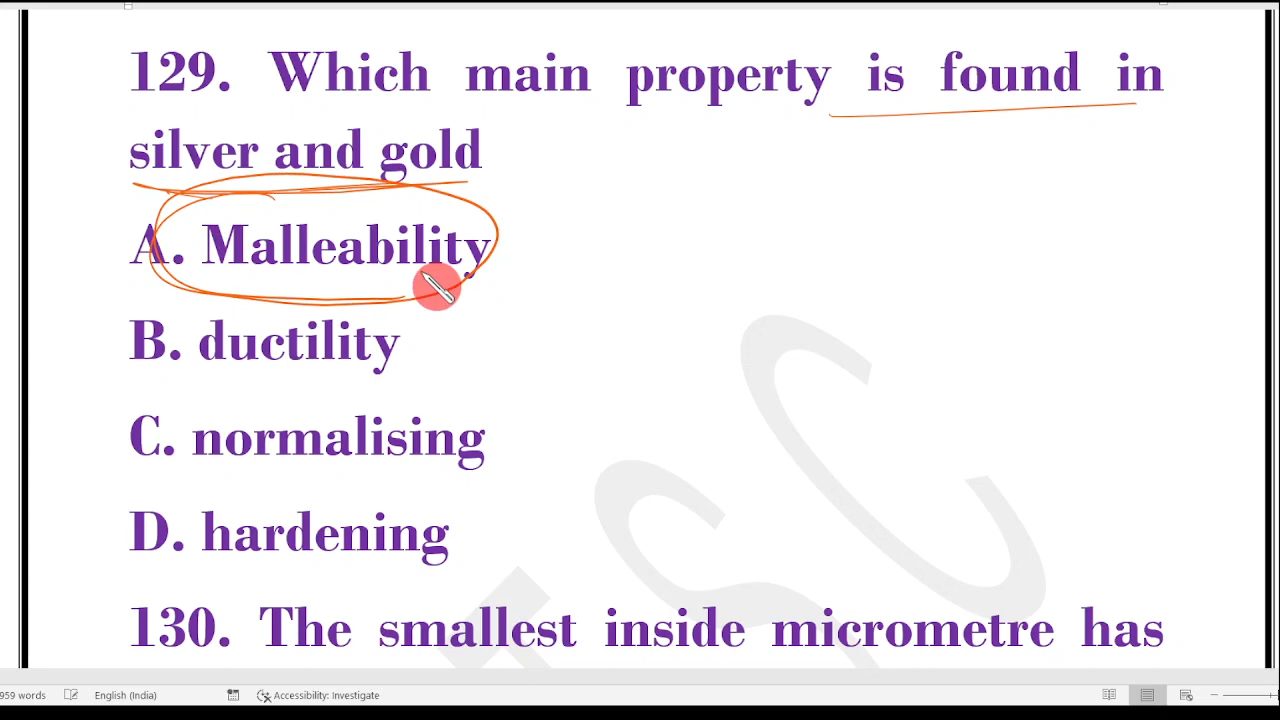 129. Which main property is found in
silver and gold
A. Malleability
B. ductility
C. normalising
D. hardening
130. The smallest inside micrometre has
959 words English (India) Accessibility: Investigate